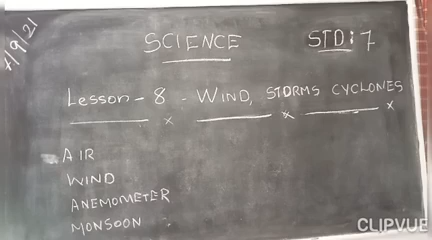 7/9/21
SCIENCE STD: 7
Lesson - 8 - WIND, STORMS CYCLONES
AIR
WIND
ANEMOMETER
MONSOON :-
CLIPVUE